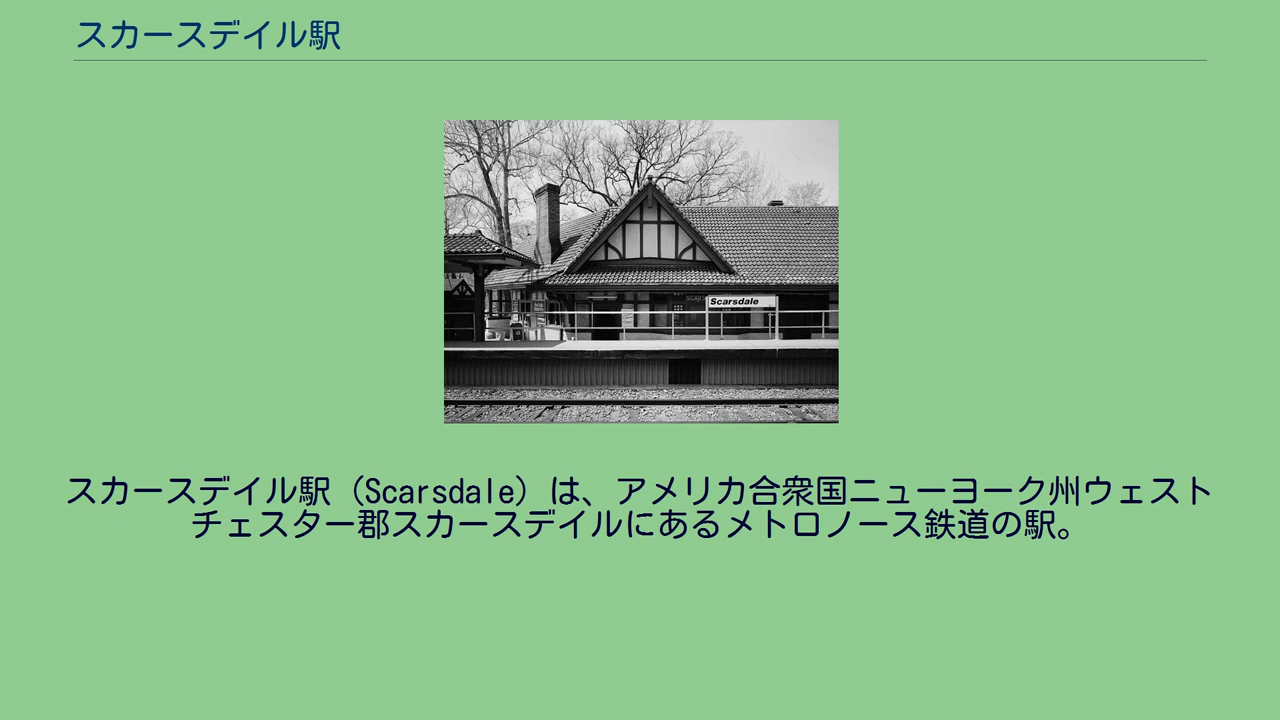 スカースデイル駅
Scarsdale
スカースデイル駅（Scarsdale）は、アメリカ合衆国ニューヨーク州ウェスト
チェスター郡スカースデイルにあるメトロノース鉄道の駅。